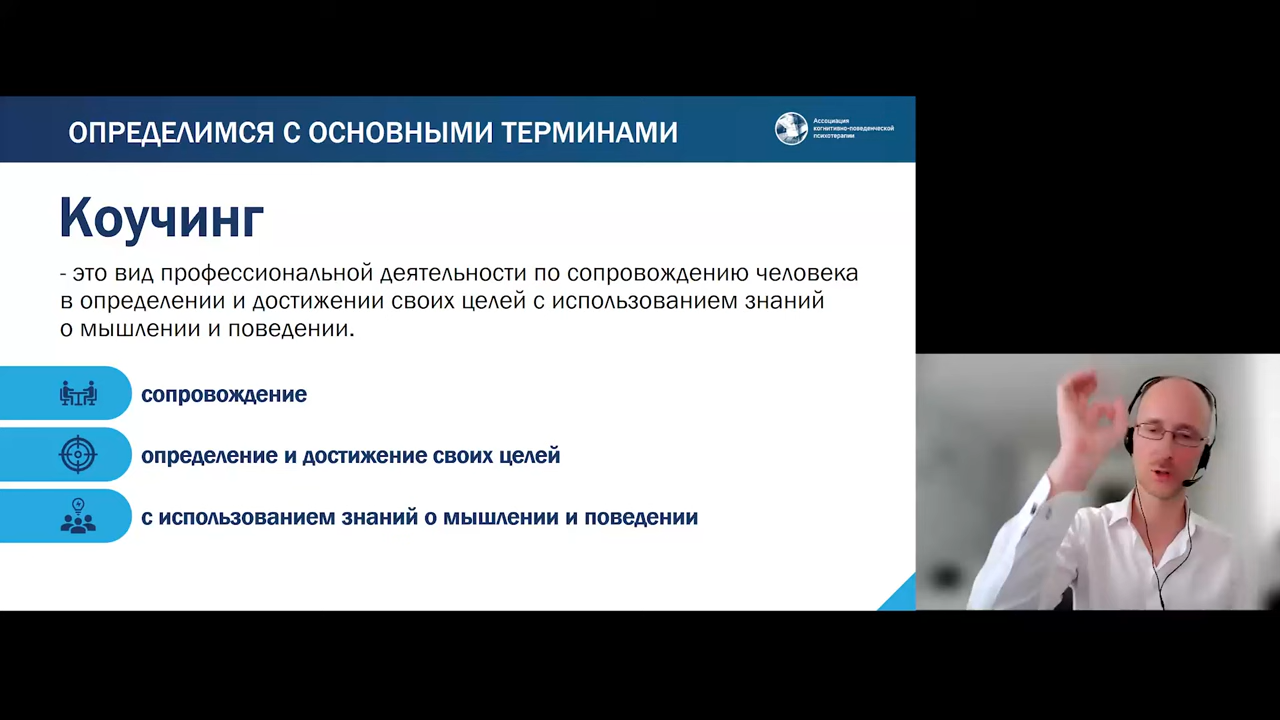 ОПРЕДЕЛИМСЯ С ОСНОВНЫМИ ТЕРМИНАМИ
Ассоциация
когнитивно-поведенческой
психотерапии
Коучинг
- это вид профессиональной деятельности по сопровождению человека
в определении и достижении своих целей с использованием знаний
о мышлении и поведении.
сопровождение
определение и достижение своих целей
с использованием знаний о мышлении и поведении